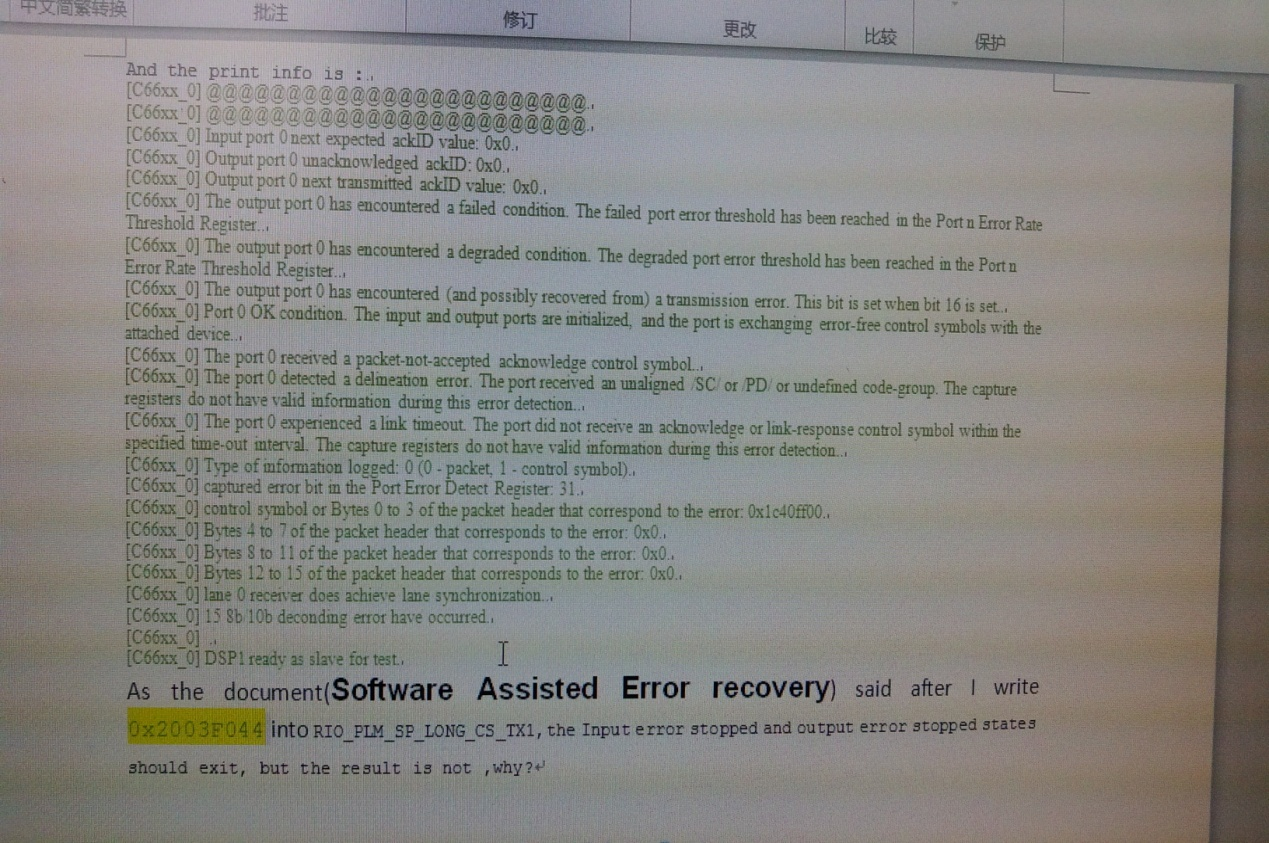 中文简繁转换
批注
修订
更改
比较
保护
And the print info is :
[C66xx_0] @@@@@@@@@@@@@@@@@@@@@@@@
[C66xx_0] @@@@@@@@@@@@@@@@@@@@@@@@
[C66xx_0] Input port 0 next expected ackID value: 0x0.
[C66xx_0] Output port 0 unacknowledged ackID: 0x0.
[C66xx_0] Output port 0 next transmitted ackID value: 0x0.
[C66xx_0] The output port 0 has encountered a failed condition. The failed port error threshold has been reached in the Port n Error Rate
Threshold Register..
[C66xx_0] The output port 0 has encountered a degraded condition. The degraded port error threshold has been reached in the Port n
Error Rate Threshold Register..
[C66xx_0] The output port 0 has encountered (and possibly recovered from) a transmission error. This bit is set when bit 16 is set..
[C66xx_0] Port 0 OK condition. The input and output ports are initialized, and the port is exchanging error-free control symbols with the
attached device..
[C66xx_0] The port 0 received a packet-not-accepted acknowledge control symbol..
[C66xx_0] The port 0 detected a delineation error. The port received an unaligned /SC/ or /PD/ or undefined code-group. The capture
registers do not have valid information during this error detection..
[C66xx_0] The port 0 experienced a link timeout. The port did not receive an acknowledge or link-response control symbol within the
specified time-out interval. The capture registers do not have valid information during this error detection..
[C66xx_0] Type of information logged: 0 (0 - packet, 1 - control symbol).
[C66xx_0] captured error bit in the Port Error Detect Register: 31.
[C66xx_0] control symbol or Bytes 0 to 3 of the packet header that correspond to the error: 0x1c40ff00.
[C66xx_0] Bytes 4 to 7 of the packet header that corresponds to the error: 0x0.
[C66xx_0] Bytes 8 to 11 of the packet header that corresponds to the error: 0x0.
[C66xx_0] Bytes 12 to 15 of the packet header that corresponds to the error: 0x0.
[C66xx_0] lane 0 receiver does achieve lane synchronization..
[C66xx_0] 15 8b/10b deconding error have occurred.
[C66xx_0] .
[C66xx_0] DSP1 ready as slave for test.
As the document(Software Assisted Error recovery) said after I write
0x2003F044 into RIO_PLM_SP_LONG_CS_TX1, the Input error stopped and output error stopped states
should exit, but the result is not ,why?